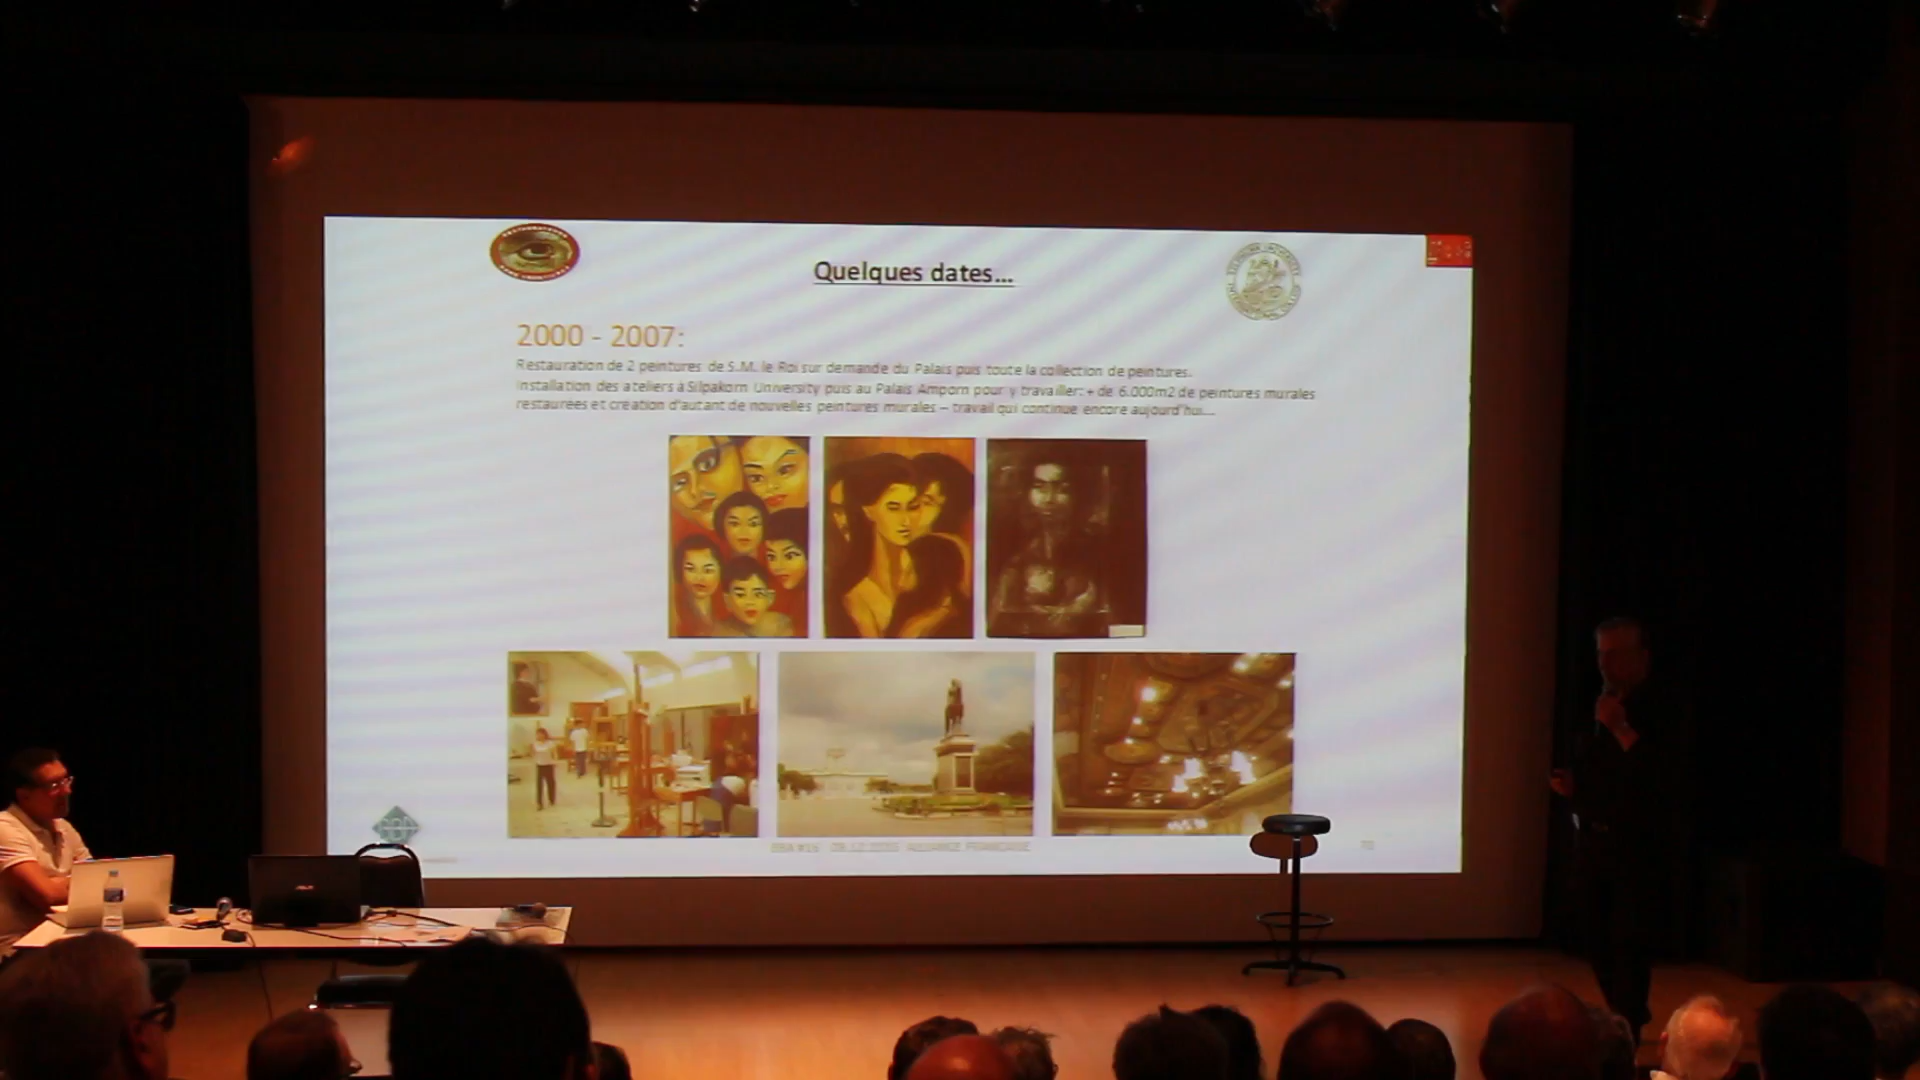 Quelques dates...
2000 - 2007:
Restauration de 2 peintures de S.M. le Roi sur demande du Palais puis toute la collection de peintures.
Installation des ateliers à Silpakorn University puis au Palais Amporn pour y travailler: + de 6.000m2 de peintures murales
restaurées et création d'autant de nouvelles peintures murales – travail qui continue encore aujourd'hui...
ALLIANCE FRANCAISE